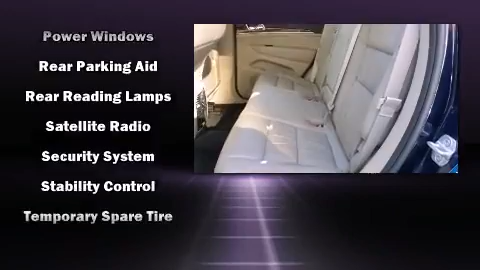 Power Windows
Rear Parking Aid
Rear Reading Lamps
Satellite Radio
Security System
Stability Control
Temporary Spare Tire